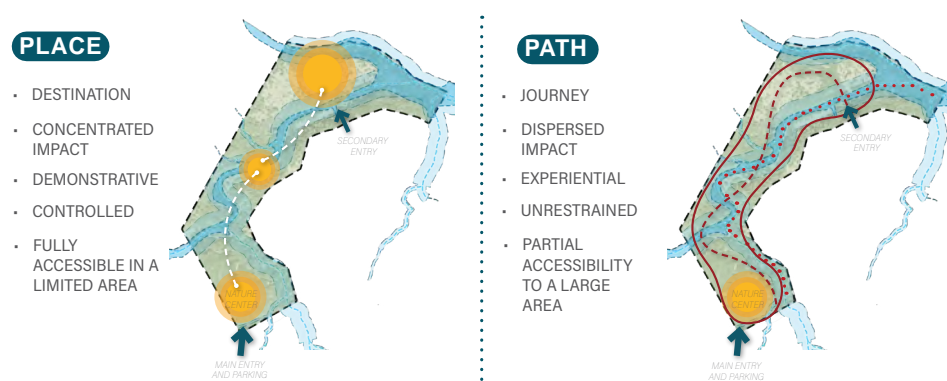 PLACE
▪ DESTINATION
▪ CONCENTRATED
IMPACT
▪ DEMONSTRATIVE
▪ CONTROLLED
▪ FULLY
ACCESSIBLE IN A
LIMITED AREA
SECONDARY
ENTRY
NATURE
CENTER
MAIN ENTRY
AND PARKING
PATH
▪ JOURNEY
▪ DISPERSED
IMPACT
▪ EXPERIENTIAL
▪ UNRESTRAINED
▪ PARTIAL
ACCESSIBILITY
TO A LARGE
AREA
SECONDARY
ENTRY
NATURE
CENTER
MAIN ENTRY
AND PARKING